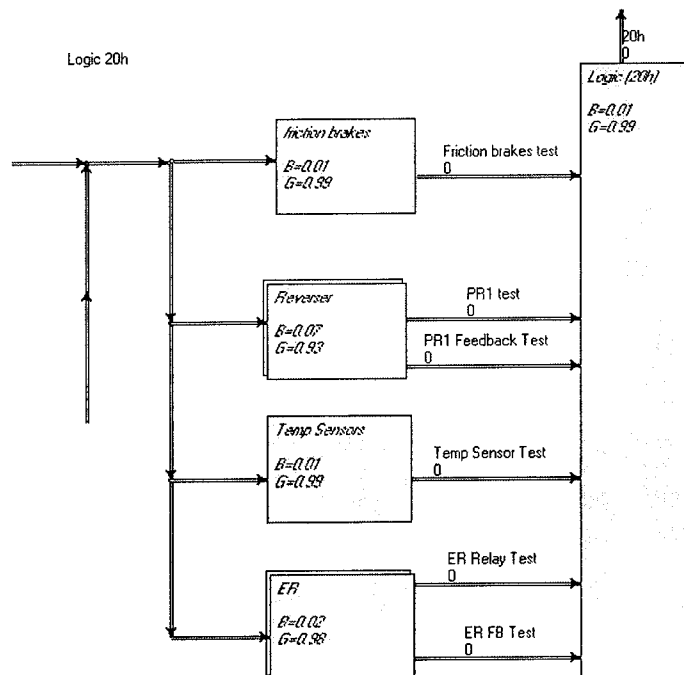 20h
0
Logic 20h
Logic (20h)
B=0.01
G=0.99
friction brakes
B=0.01
G=0.99
Friction brakes test
0
Reverser
B=0.07
G=0.93
PR1 test
0
PR1 Feedback Test
0
Temp Sensors
B=0.01
G=0.99
Temp Sensor Test
0
ER
B=0.02
G=0.98
ER Relay Test
0
ER FB Test
0